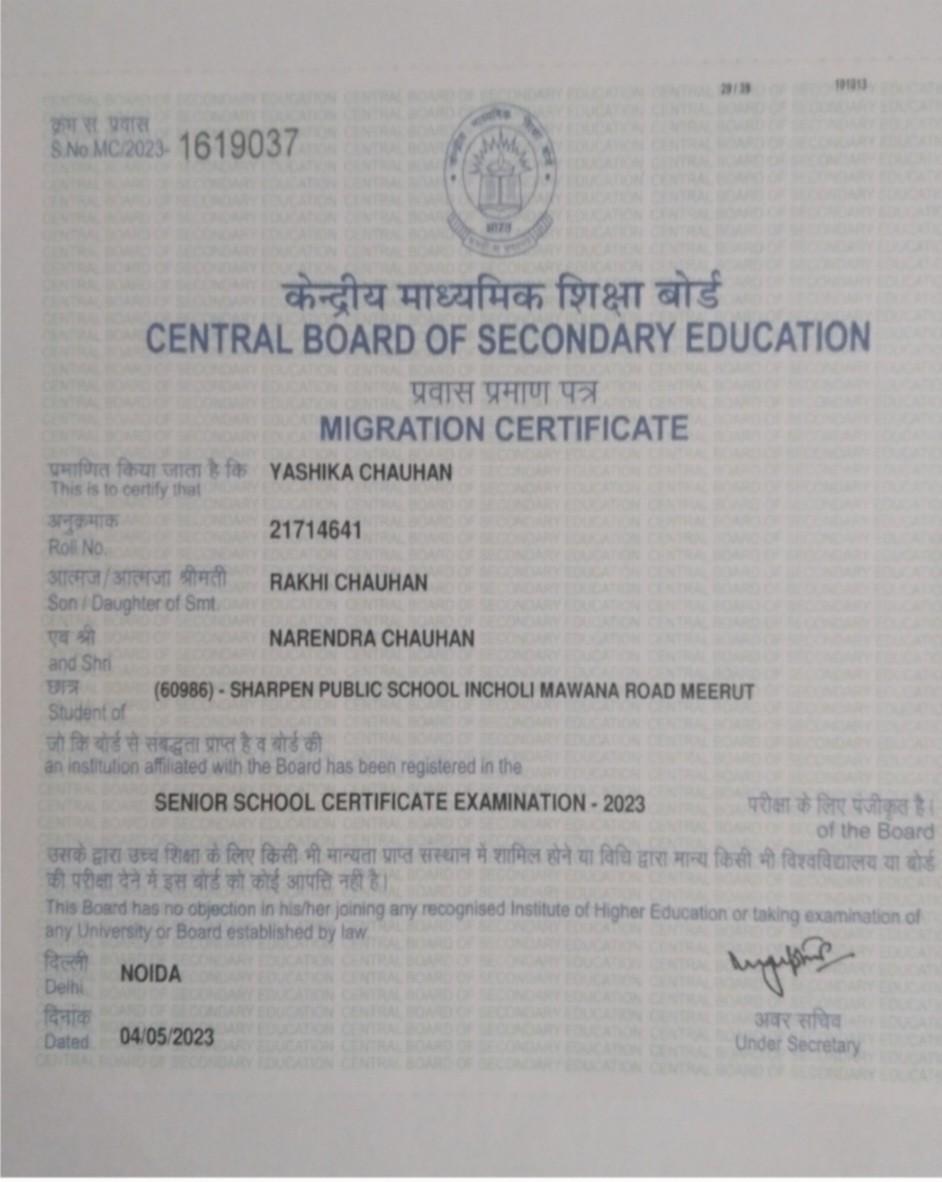 29 / 39 191013
क्रम स. प्रवास
S.No.MC/2023- 1619037
भारत
केन्द्रीय माध्यमिक शिक्षा बोर्ड
CENTRAL BOARD OF SECONDARY EDUCATION
प्रवास प्रमाण पत्र
MIGRATION CERTIFICATE
प्रमाणित किया जाता है कि YASHIKA CHAUHAN
This is to certify that
अनुक्रमांक 21714641
Roll No.
आत्मज/आत्मजा श्रीमती RAKHI CHAUHAN
Son / Daughter of Smt.
एवं श्री NARENDRA CHAUHAN
and Shri
छात्र (60986) - SHARPEN PUBLIC SCHOOL INCHOLI MAWANA ROAD MEERUT
Student of
जो कि बोर्ड से संबद्धता प्राप्त है व बोर्ड की
an institution affiliated with the Board has been registered in the
SENIOR SCHOOL CERTIFICATE EXAMINATION - 2023 परीक्षा के लिए पंजीकृत है।
of the Board
उसके द्वारा उच्च शिक्षा के लिए किसी भी मान्यता प्राप्त संस्थान में शामिल होने या विधि द्वारा मान्य किसी भी विश्वविद्यालय या बोर्ड
की परीक्षा देने में इस बोर्ड को कोई आपत्ति नहीं है।
This Board has no objection in his/her joining any recognised Institute of Higher Education or taking examination of
any University or Board established by law.
दिल्ली NOIDA
Delhi
दिनांक 04/05/2023
Dated
अवर सचिव
Under Secretary